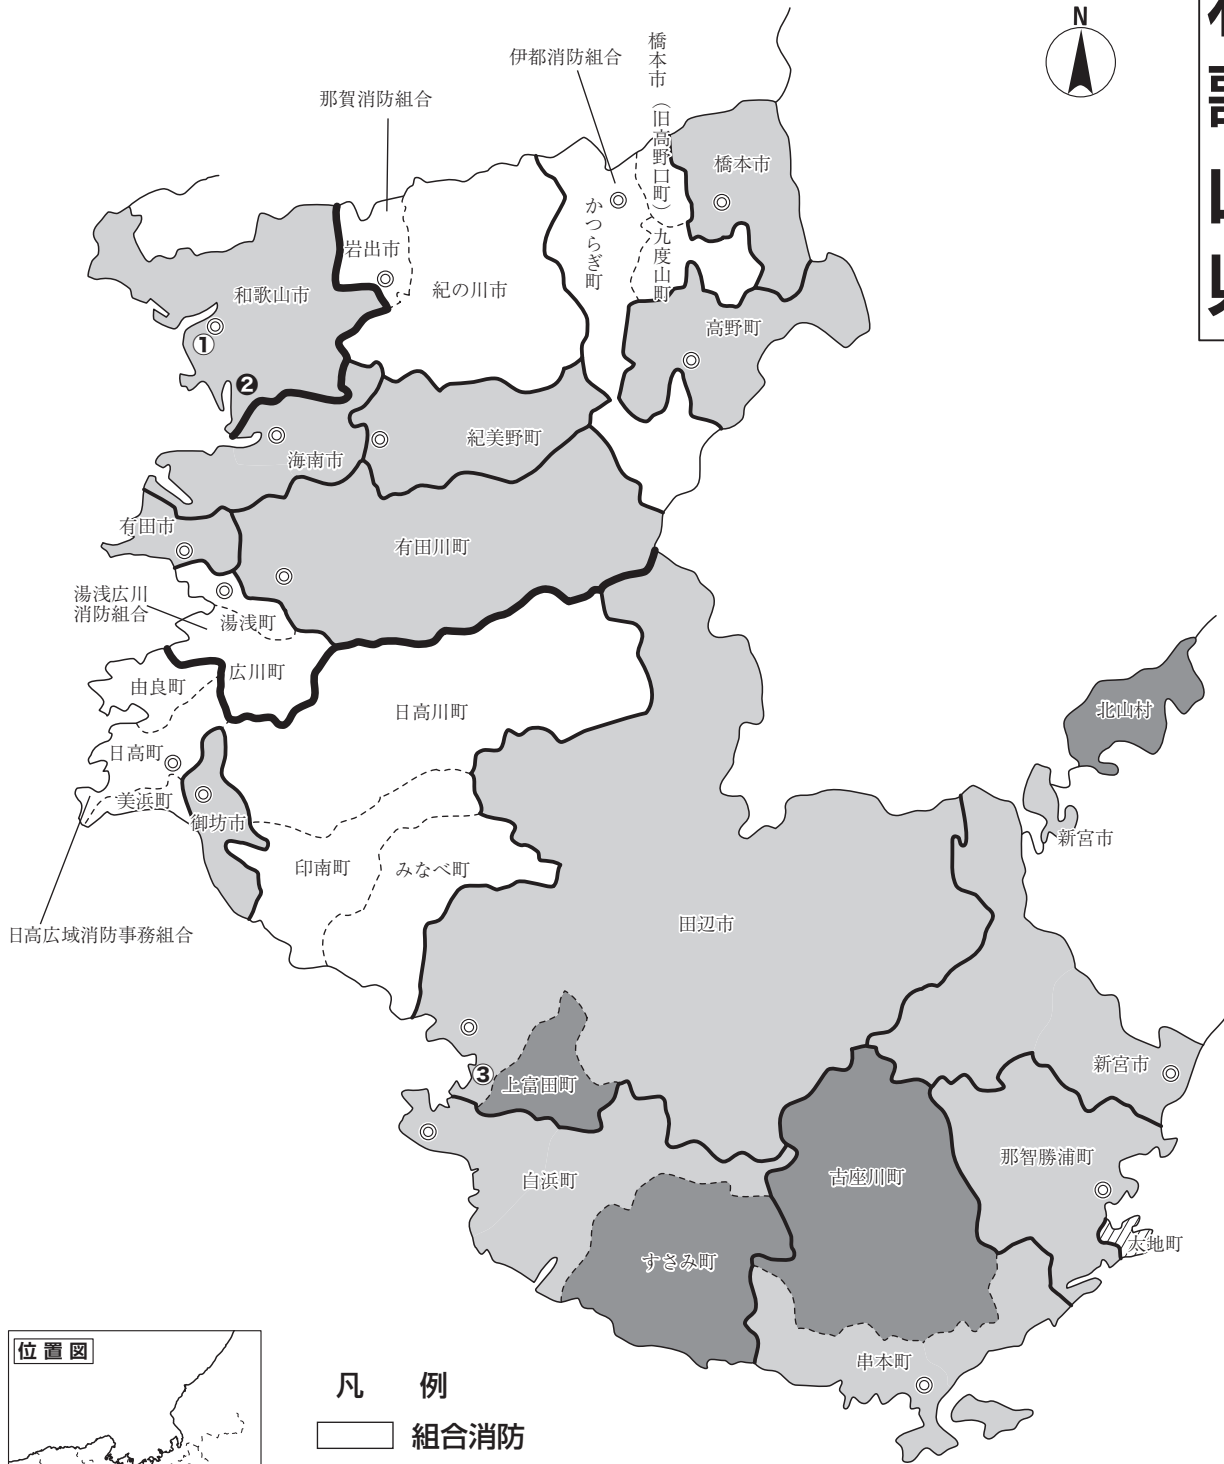 N
橋本市（旧高野口町）
伊都消防組合
那賀消防組合
橋本市
かつらぎ町
九度山町
岩出市
紀の川市
和歌山市
高野町
①
❷
紀美野町
海南市
有田市
有田川町
湯浅広川
消防組合
湯浅町
広川町
由良町
日高川町
北山村
日高町
美浜町
御坊市
新宮市
印南町
みなべ町
田辺市
日高広域消防事務組合
③
上富田町
新宮市
那智勝浦町
白浜町
古座川町
太地町
すさみ町
串本町
位置図
凡　例
組合消防